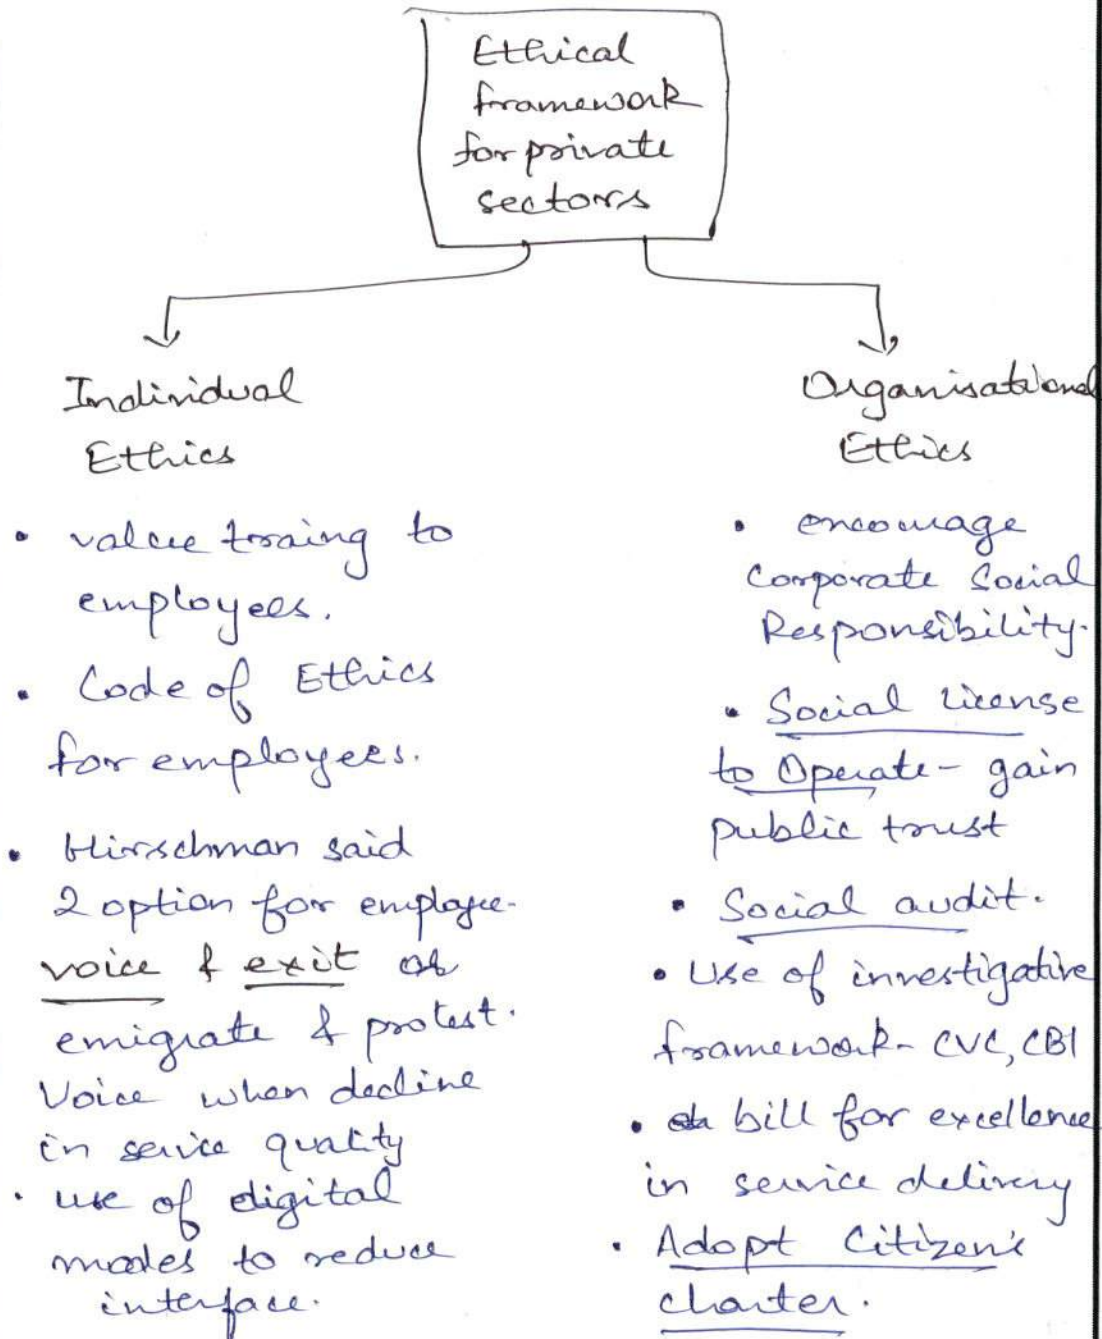 Ethical
framework
for private
sectors
Individual
Ethics
• value traing to
employees.
• Code of Ethics
for employees.
• Hirschman said
2 option for employee-
voice & exit or
emigrate & protest.
Voice when decline
in service quality
• use of digital
modes to reduce
interface.
Organisational
Ethics
• encourage
Corporate Social
Responsibility.
• Social License
to Operate - gain
public trust
• Social audit.
• Use of investigative
framework - CVC, CBI
• bill for excellence
in service delivery
• Adopt Citizen's
charter.